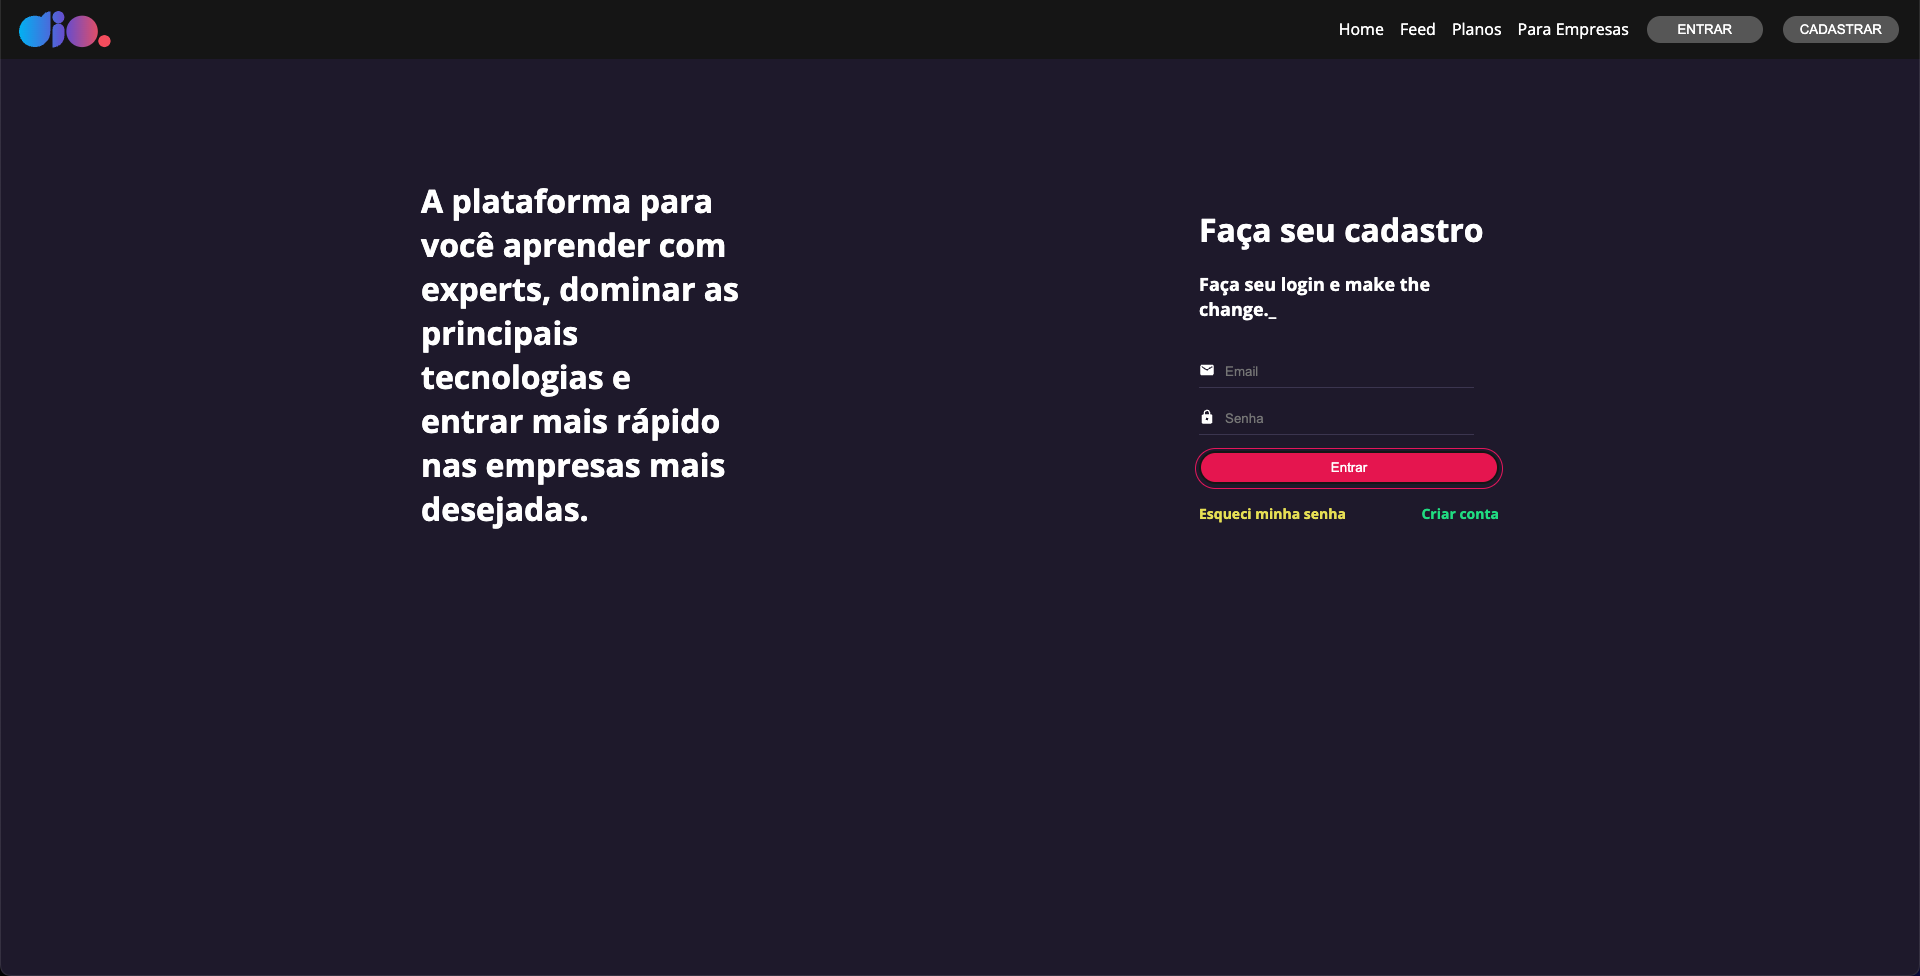 dio.
Home Feed Planos Para Empresas ENTRAR CADASTRAR
A plataforma para
você aprender com
experts, dominar as
principais
tecnologias e
entrar mais rápido
nas empresas mais
desejadas.
Faça seu cadastro
Faça seu login e make the
change._
Email
Senha
Entrar
Esqueci minha senha Criar conta